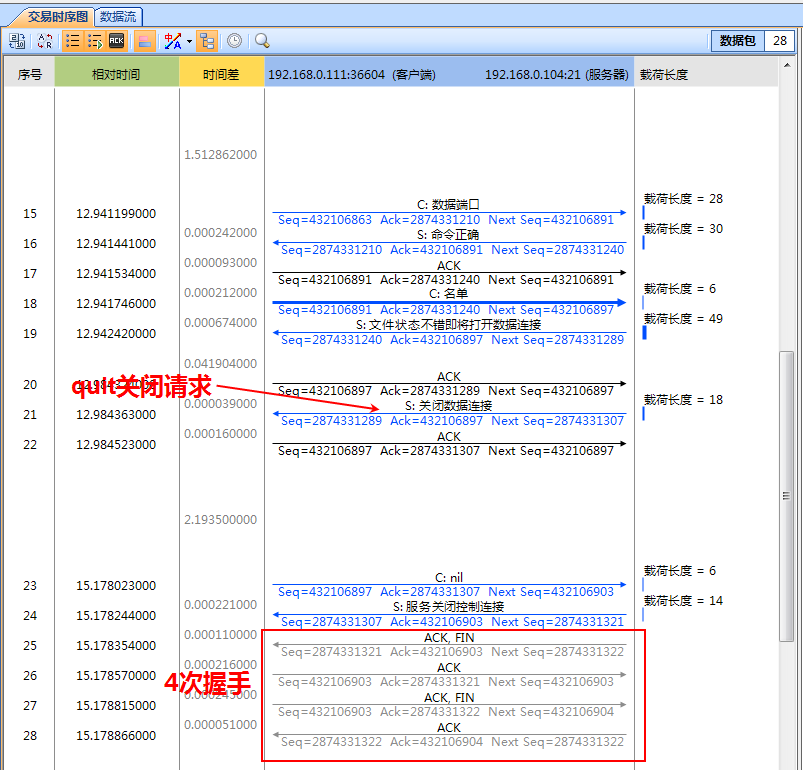 交易时序图 数据流
数据包 28
序号 相对时间 时间差 192.168.0.111:36604 (客户端) 192.168.0.104:21 (服务器) 载荷长度
1.512862000
C: 数据端口 载荷长度 = 28
15 12.941199000 Seq=432106863 Ack=2874331210 Next Seq=432106891
0.000242000 S: 命令正确 载荷长度 = 30
16 12.941441000 Seq=2874331210 Ack=432106891 Next Seq=2874331240
0.000093000 ACK
17 12.941534000 Seq=432106891 Ack=2874331240 Next Seq=432106891
0.000212000 C: 名单 载荷长度 = 6
18 12.941746000 Seq=432106891 Ack=2874331240 Next Seq=432106897
0.000674000 S: 文件状态不错即将打开数据连接 载荷长度 = 49
19 12.942420000 Seq=2874331240 Ack=432106897 Next Seq=2874331289
0.041904000
ACK
20 Seq=432106897 Ack=2874331289 Next Seq=432106897
quit关闭请求
0.000039000 S: 关闭数据连接 载荷长度 = 18
21 12.984363000 Seq=2874331289 Ack=432106897 Next Seq=2874331307
0.000160000 ACK
22 12.984523000 Seq=432106897 Ack=2874331307 Next Seq=432106897
2.193500000
C: nil 载荷长度 = 6
23 15.178023000 Seq=432106897 Ack=2874331307 Next Seq=432106903
0.000221000 S: 服务关闭控制连接 载荷长度 = 14
24 15.178244000 Seq=2874331307 Ack=432106903 Next Seq=2874331321
0.000110000 ACK, FIN
25 15.178354000 Seq=2874331321 Ack=432106903 Next Seq=2874331322
0.000216000 ACK
26 15.178570000 Seq=432106903 Ack=2874331321 Next Seq=432106903
4次握手
0.000245000 ACK, FIN
27 15.178815000 Seq=432106903 Ack=2874331322 Next Seq=432106904
0.000051000 ACK
28 15.178866000 Seq=2874331322 Ack=432106904 Next Seq=2874331322